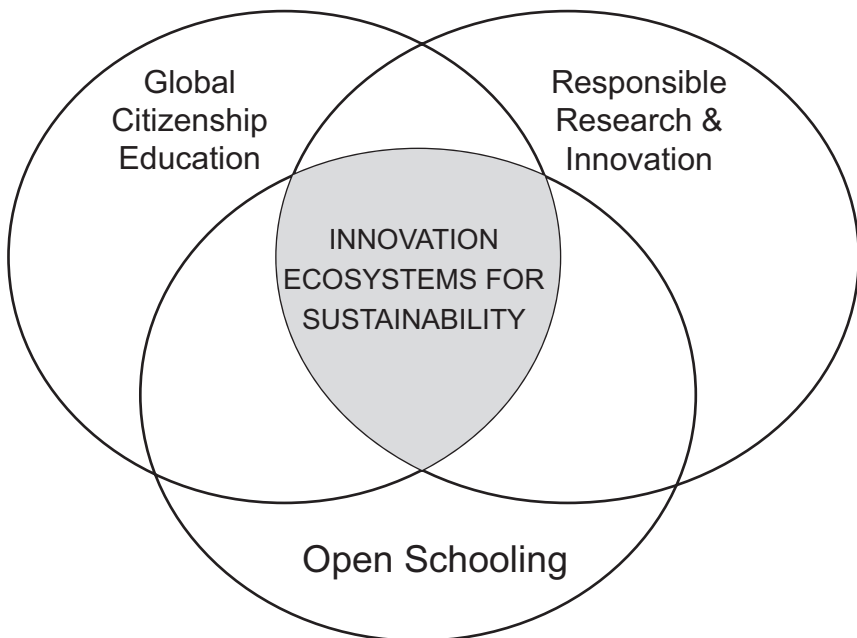 Global
Citizenship
Education
Responsible
Research &
Innovation
INNOVATION
ECOSYSTEMS FOR
SUSTAINABILITY
Open Schooling